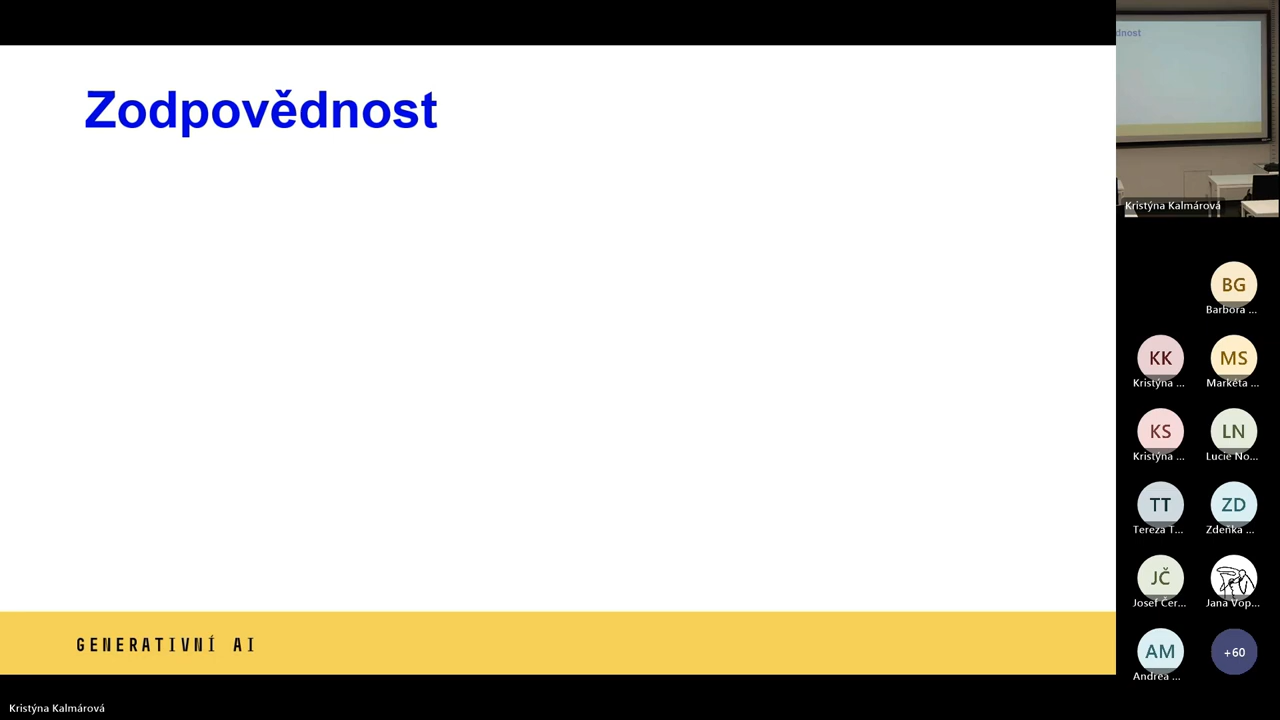 Zodpovědnost
GENERATIVNÍ AI
Kristýna Kalmárová
dnost
Kristýna Kalmárová
BG
Barbora ...
KK
Kristýna ...
MS
Markéta ...
KS
Kristýna ...
LN
Lucie No...
TT
Tereza T...
ZD
Zdeňka ...
JČ
Josef Čer...
Jana Vop...
AM
Andrea ...
+60